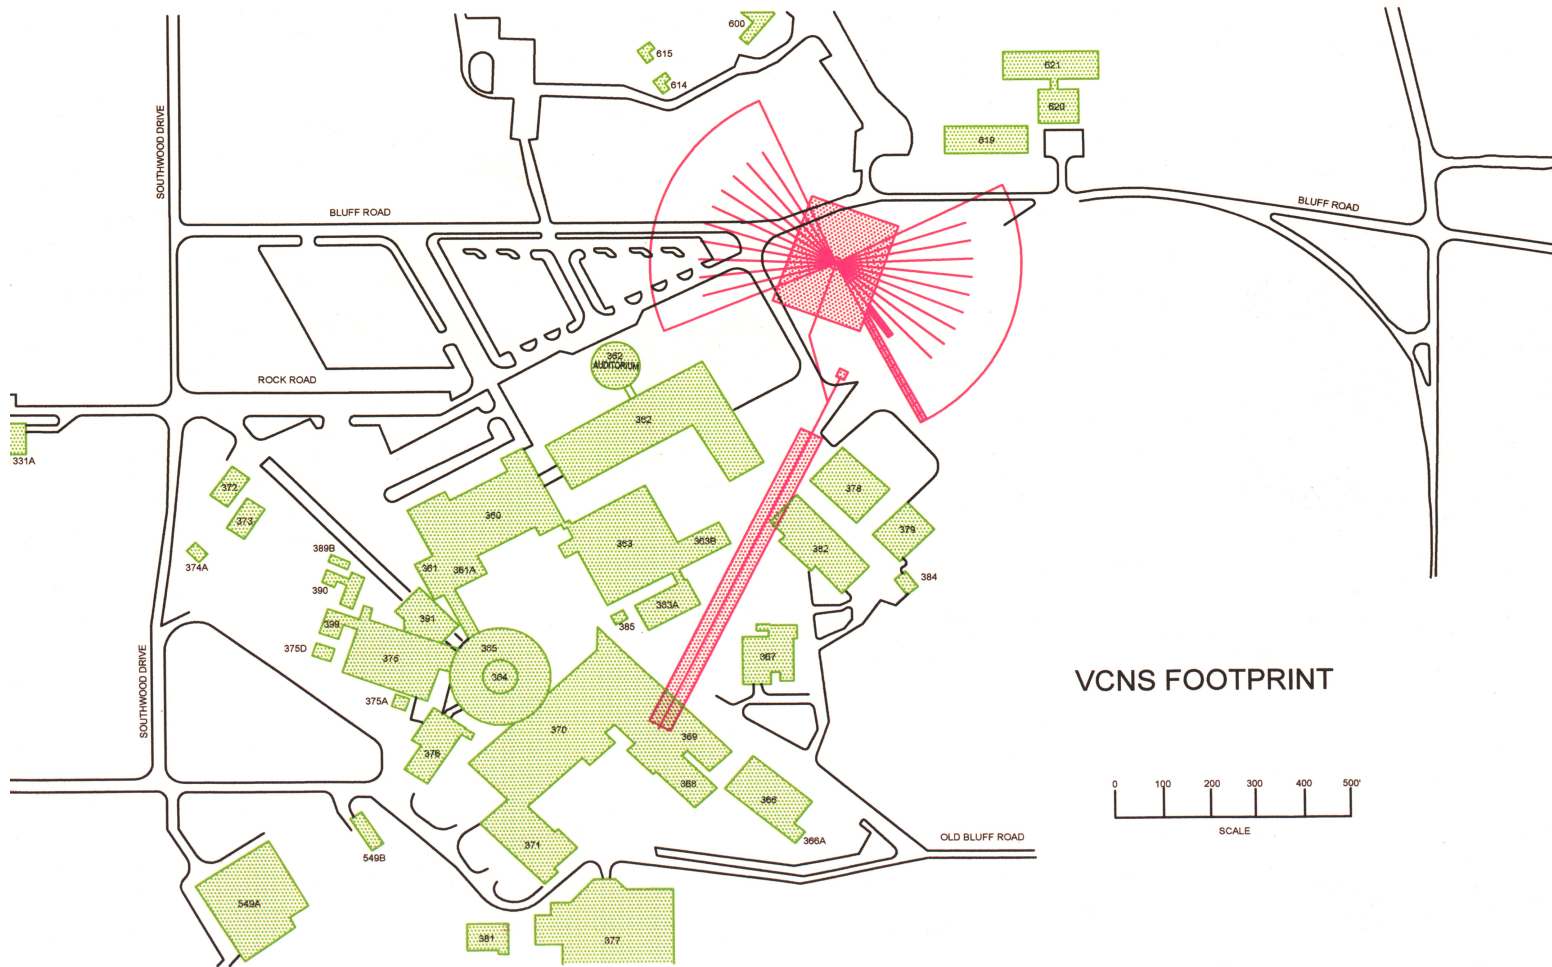 600
615
614
621
620
619
SOUTHWOOD DRIVE
BLUFF ROAD
BLUFF ROAD
362
AUDITORIUM
ROCK ROAD
362
331A
372
373
374A
378
379
382
384
360
363
363B
361
361A
383A
385
389B
390
391
399
375D
375
375A
365
364
367
VCNS FOOTPRINT
SOUTHWOOD DRIVE
376
370
369
368
366
366A
0 100 200 300 400 500'
SCALE
OLD BLUFF ROAD
371
549B
549A
381
377